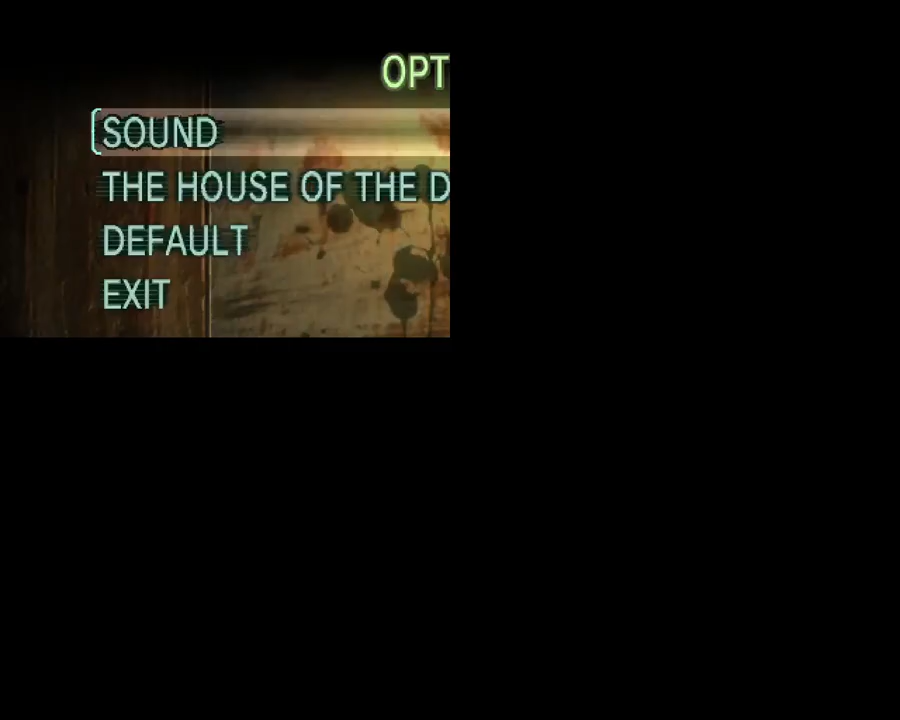 OPT
SOUND
THE HOUSE OF THE D
DEFAULT
EXIT